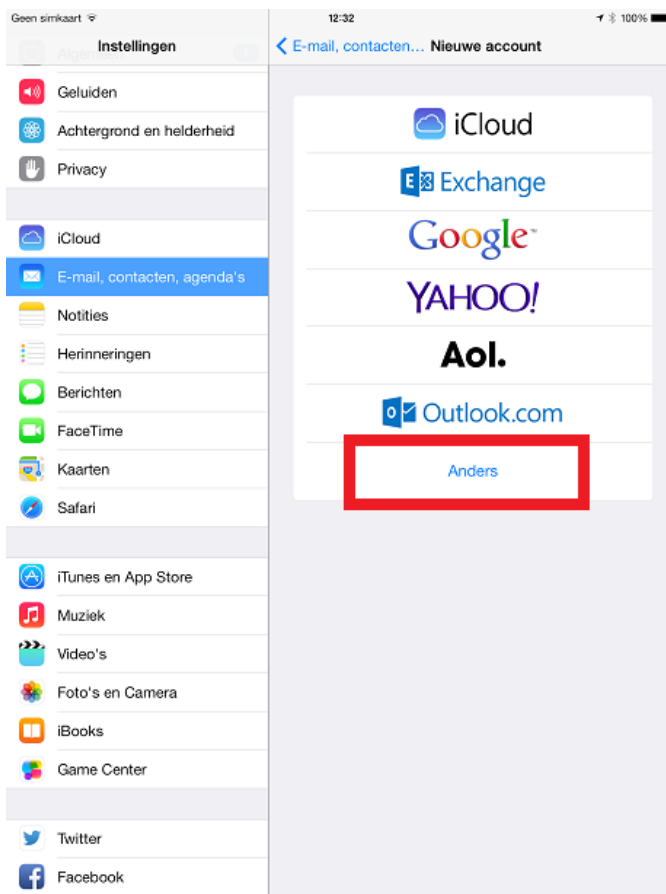 Geen simkaart
12:32
100%
Instellingen
E-mail, contacten... Nieuwe account
Algemeen
Geluiden
Achtergrond en helderheid
Privacy
iCloud
E-mail, contacten, agenda's
Notities
Herinneringen
Berichten
FaceTime
Kaarten
Safari
iTunes en App Store
Muziek
Video's
Foto's en Camera
iBooks
Game Center
Twitter
Facebook
iCloud
Exchange
Google
YAHOO!
Aol.
Outlook.com
Anders